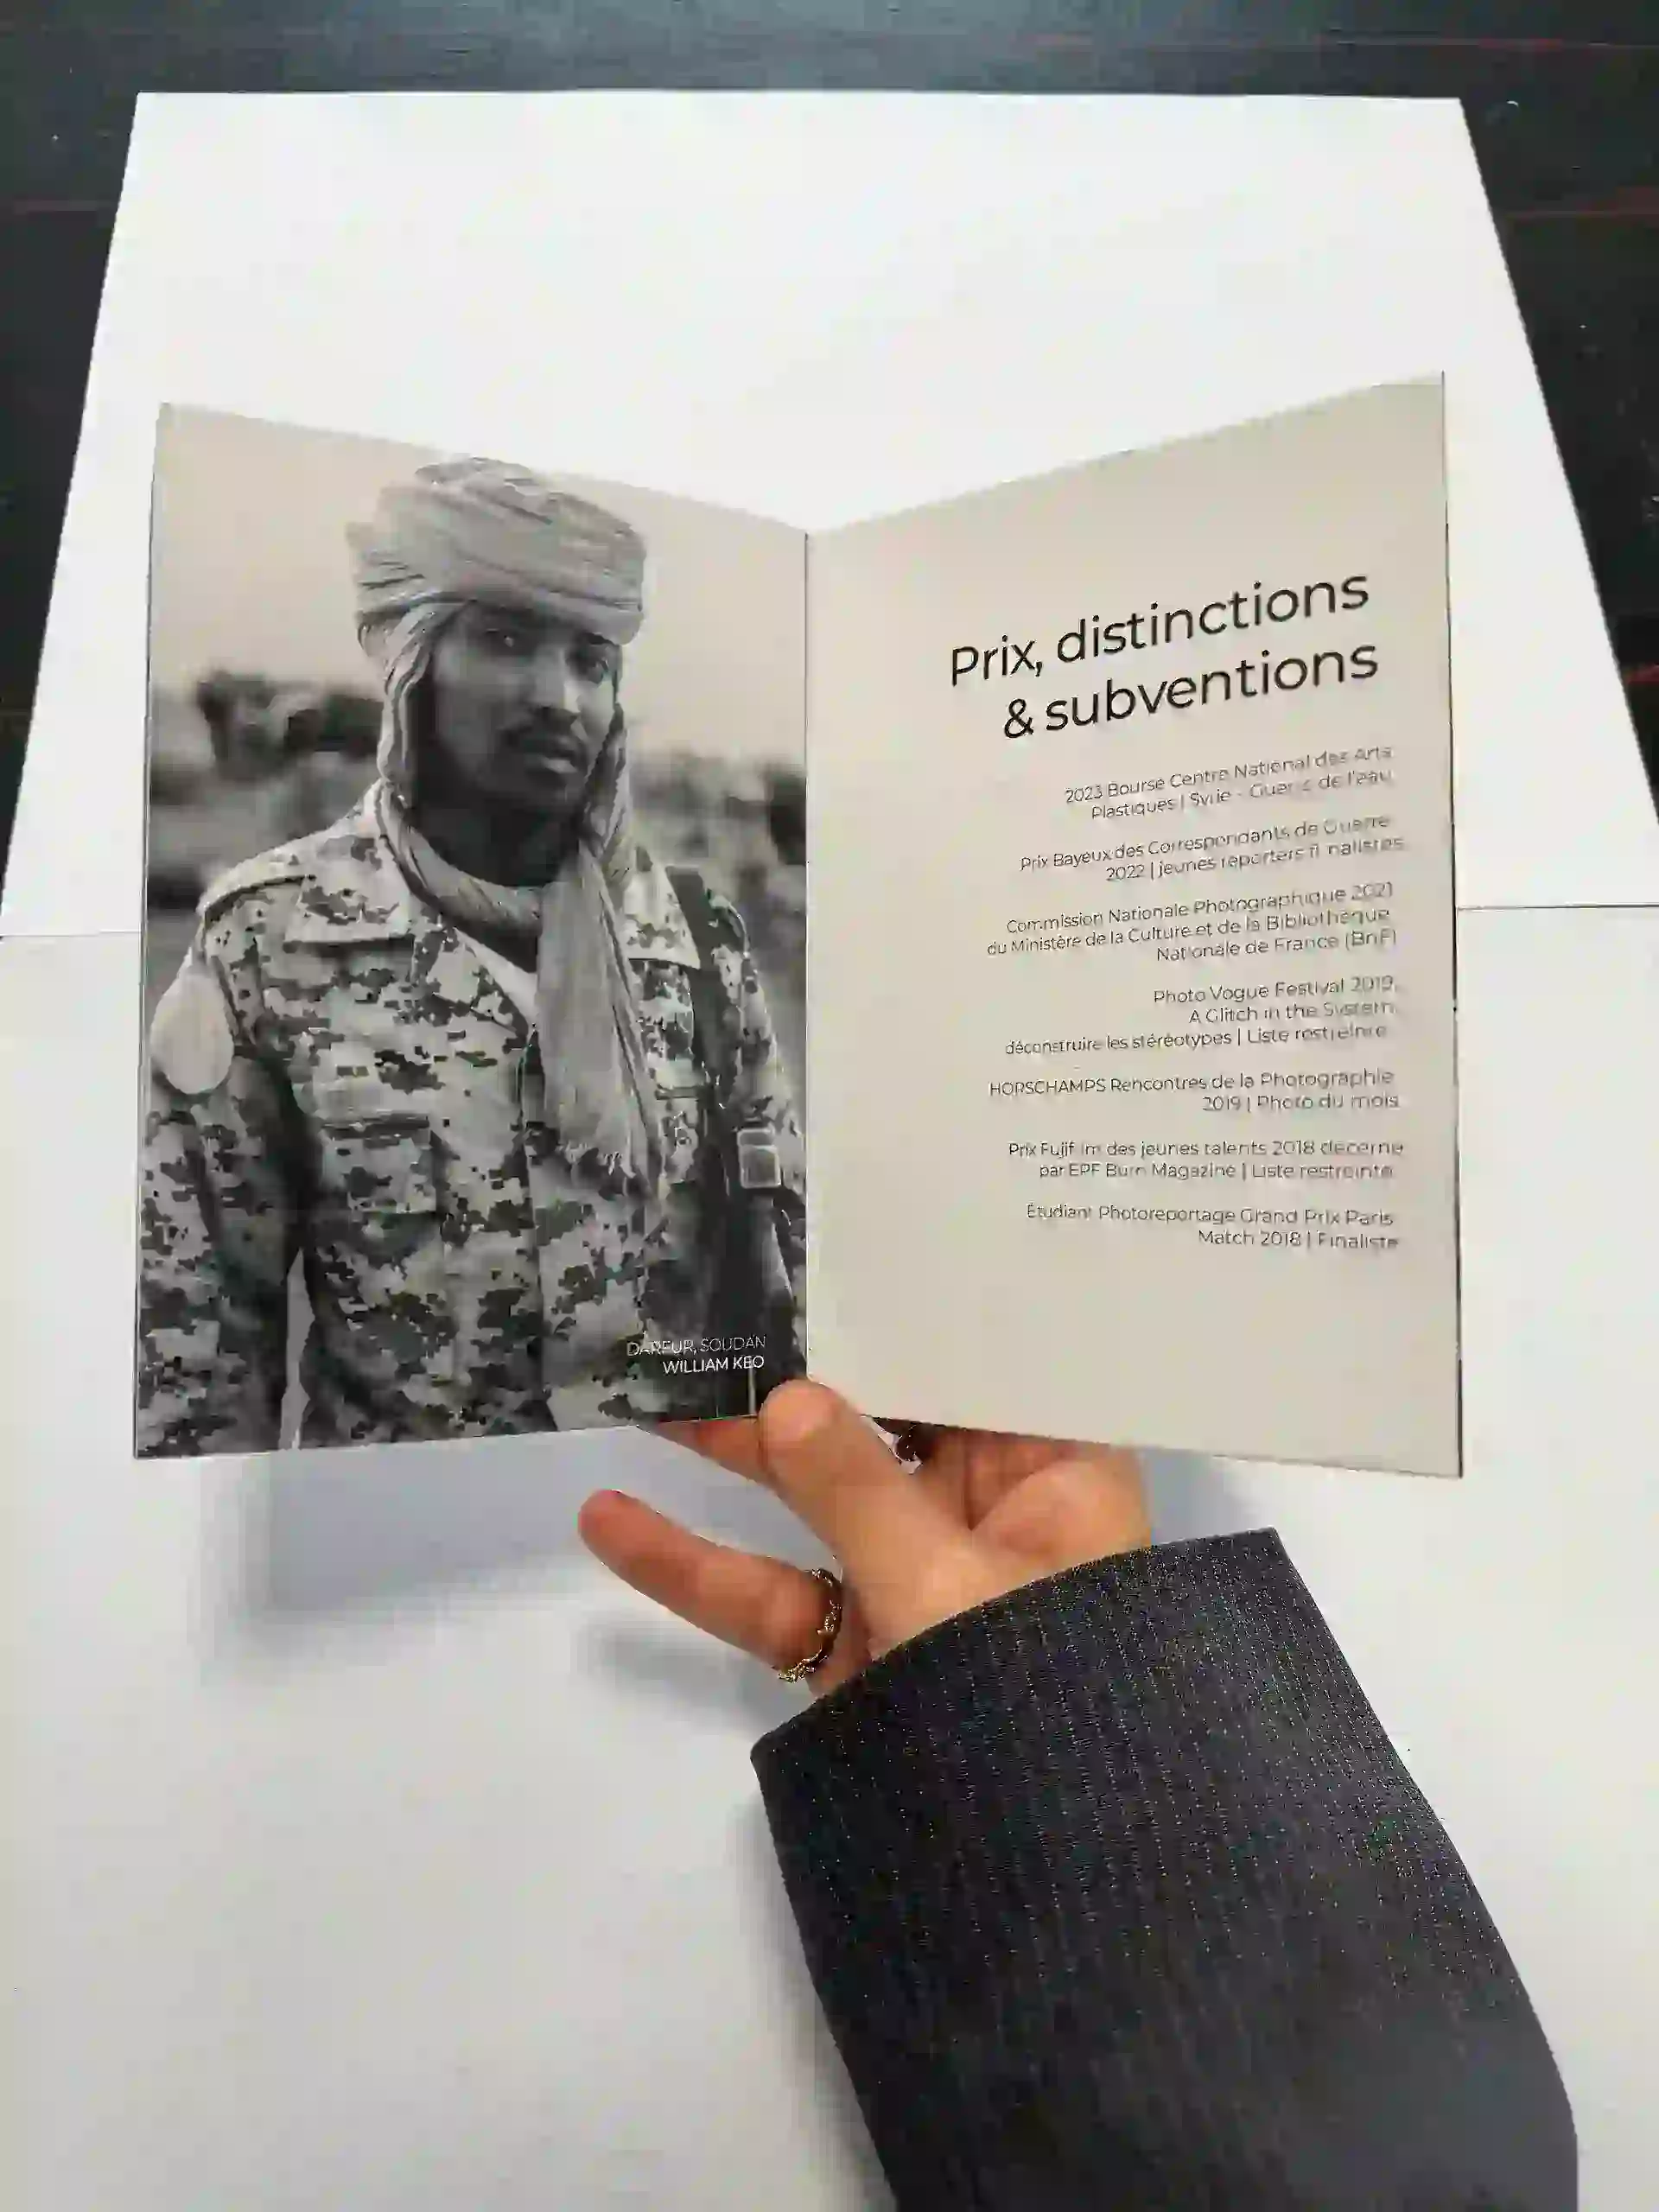 DARFUR, SOUDAN
WILLIAM KEO
Prix, distinctions
& subventions
2023 Bourse Centre National des Arts
Plastiques | Syrie - Guerre de l'eau
Prix Bayeux des Correspondants de Guerre
2022 | jeunes reporters finalistes
Commission Nationale Photographique 2021
du Ministère de la Culture et de la Bibliothèque
Nationale de France (BnF)
Photo Vogue Festival 2019,
A Glitch in the System,
déconstruire les stéréotypes | Liste restreinte
HORSCHAMPS Rencontres de la Photographie
2019 | Photo du mois
Prix Fujifilm des jeunes talents 2018 décerné
par EPF Burn Magazine | Liste restreinte
Étudiant Photoreportage Grand Prix Paris
Match 2018 | Finaliste